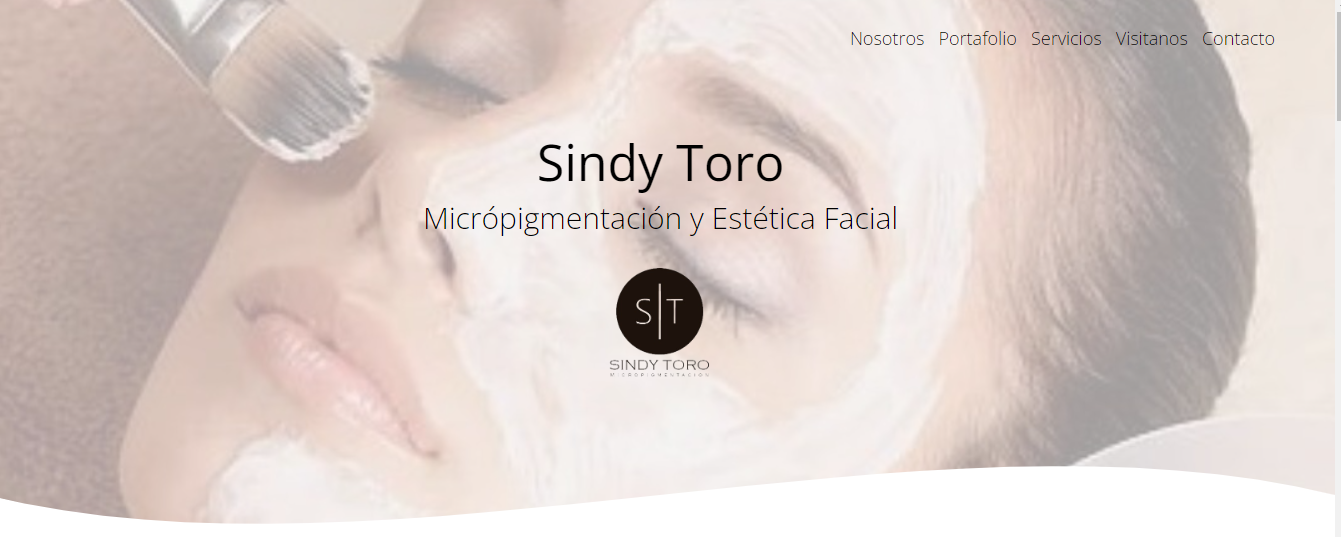 Nosotros Portafolio Servicios Visitanos Contacto
Sindy Toro
Micrópigmentación y Estética Facial
S|T
SINDY TORO
MICROPIGMENTACION